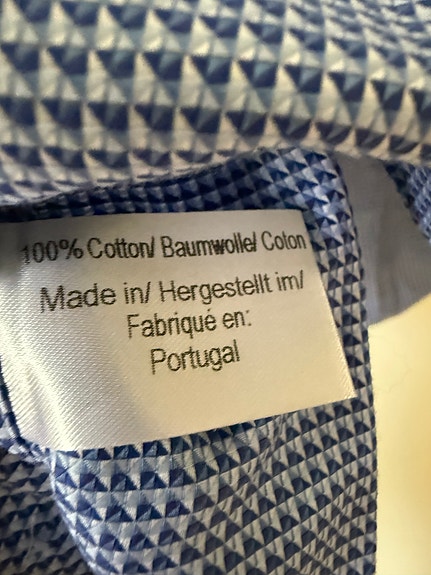 100% Cotton/ Baumwolle/ Coton
Made in/ Hergestellt im/
Fabriqué en:
Portugal